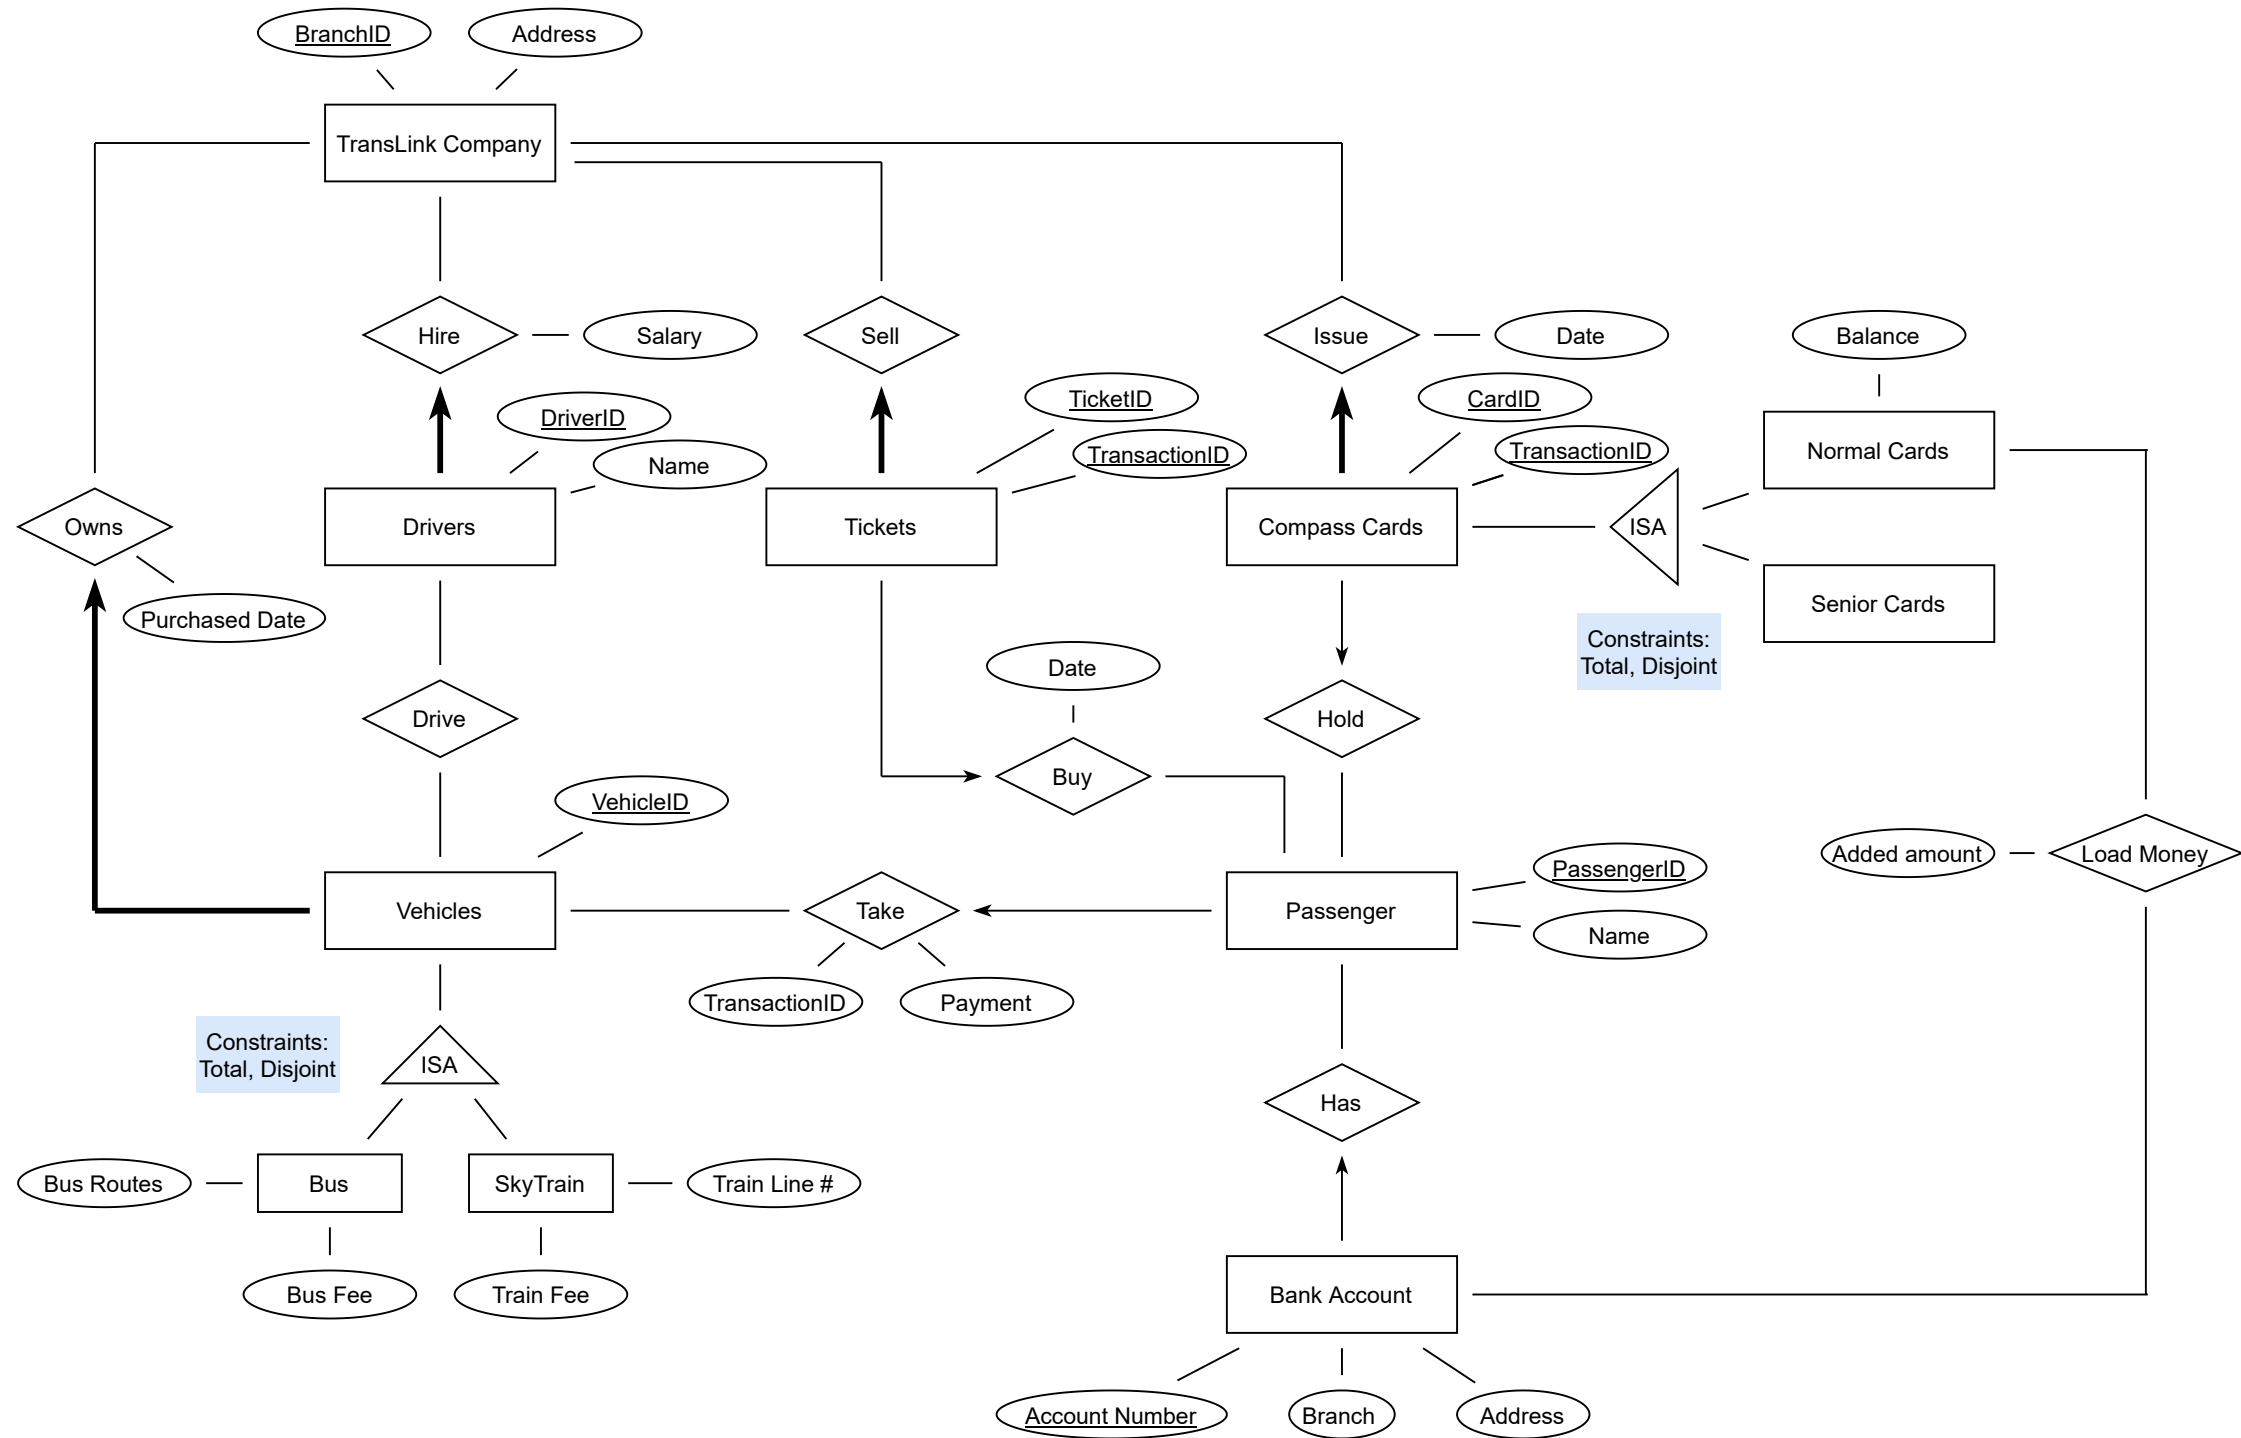 BranchID
Address
TransLink Company
Hire
Salary
Sell
Issue
Date
Balance
DriverID
Name
TicketID
TransactionID
CardID
TransactionID
Normal Cards
Owns
Drivers
Tickets
Compass Cards
ISA
Senior Cards
Purchased Date
Constraints:
Total, Disjoint
Date
Drive
Hold
Buy
VehicleID
Added amount
Load Money
PassengerID
Vehicles
Take
Passenger
Name
TransactionID
Payment
Constraints:
Total, Disjoint
ISA
Has
Bus Routes
Bus
SkyTrain
Train Line #
Bus Fee
Train Fee
Bank Account
Account Number
Branch
Address